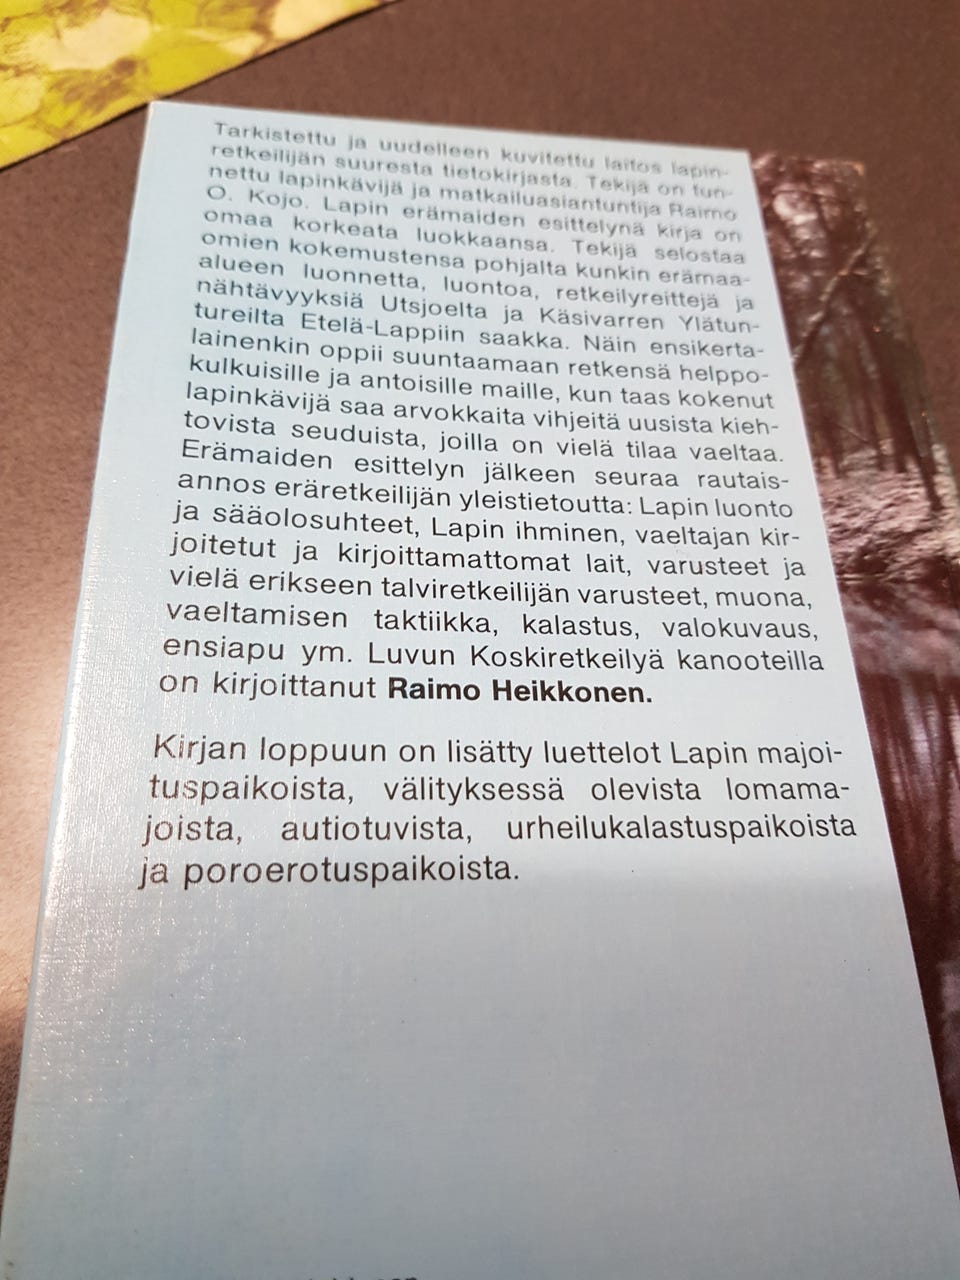 Tarkistettu ja uudelleen kuvitettu laitos lapin-
retkeilijän suuresta tietokirjasta. Tekijä on tun-
nettu lapinkävijä ja matkailuasiantuntija Raimo
O. Kojo. Lapin erämaiden esittelynä kirja on
omaa korkeata luokkaansa. Tekijä selostaa
omien kokemustensa pohjalta kunkin erämaa-
alueen luonnetta, luontoa, retkeilyreittejä ja
nähtävyyksiä Utsjoelta ja Käsivarren Ylätun-
tureilta Etelä-Lappiin saakka. Näin ensikerta-
lainenkin oppii suuntaamaan retkensä helppo-
kulkuisille ja antoisille maille, kun taas kokenut
lapinkävijä saa arvokkaita vihjeitä uusista kieh-
tovista seuduista, joilla on vielä tilaa vaeltaa.
Erämaiden esittelyn jälkeen seuraa rautais-
annos eräretkeilijän yleistietoutta: Lapin luonto
ja sääolosuhteet, Lapin ihminen, vaeltajan kir-
joitetut ja kirjoittamattomat lait, varusteet ja
vielä erikseen talviretkeilijän varusteet, muona,
vaeltamisen taktiikka, kalastus, valokuvaus,
ensiapu ym. Luvun Koskiretkeilyä kanooteilla
on kirjoittanut Raimo Heikkonen.
Kirjan loppuun on lisätty luettelot Lapin majoi-
tuspaikoista, välityksessä olevista lomama-
joista, autiotuvista, urheilukalastuspaikoista
ja poroerotuspaikoista.